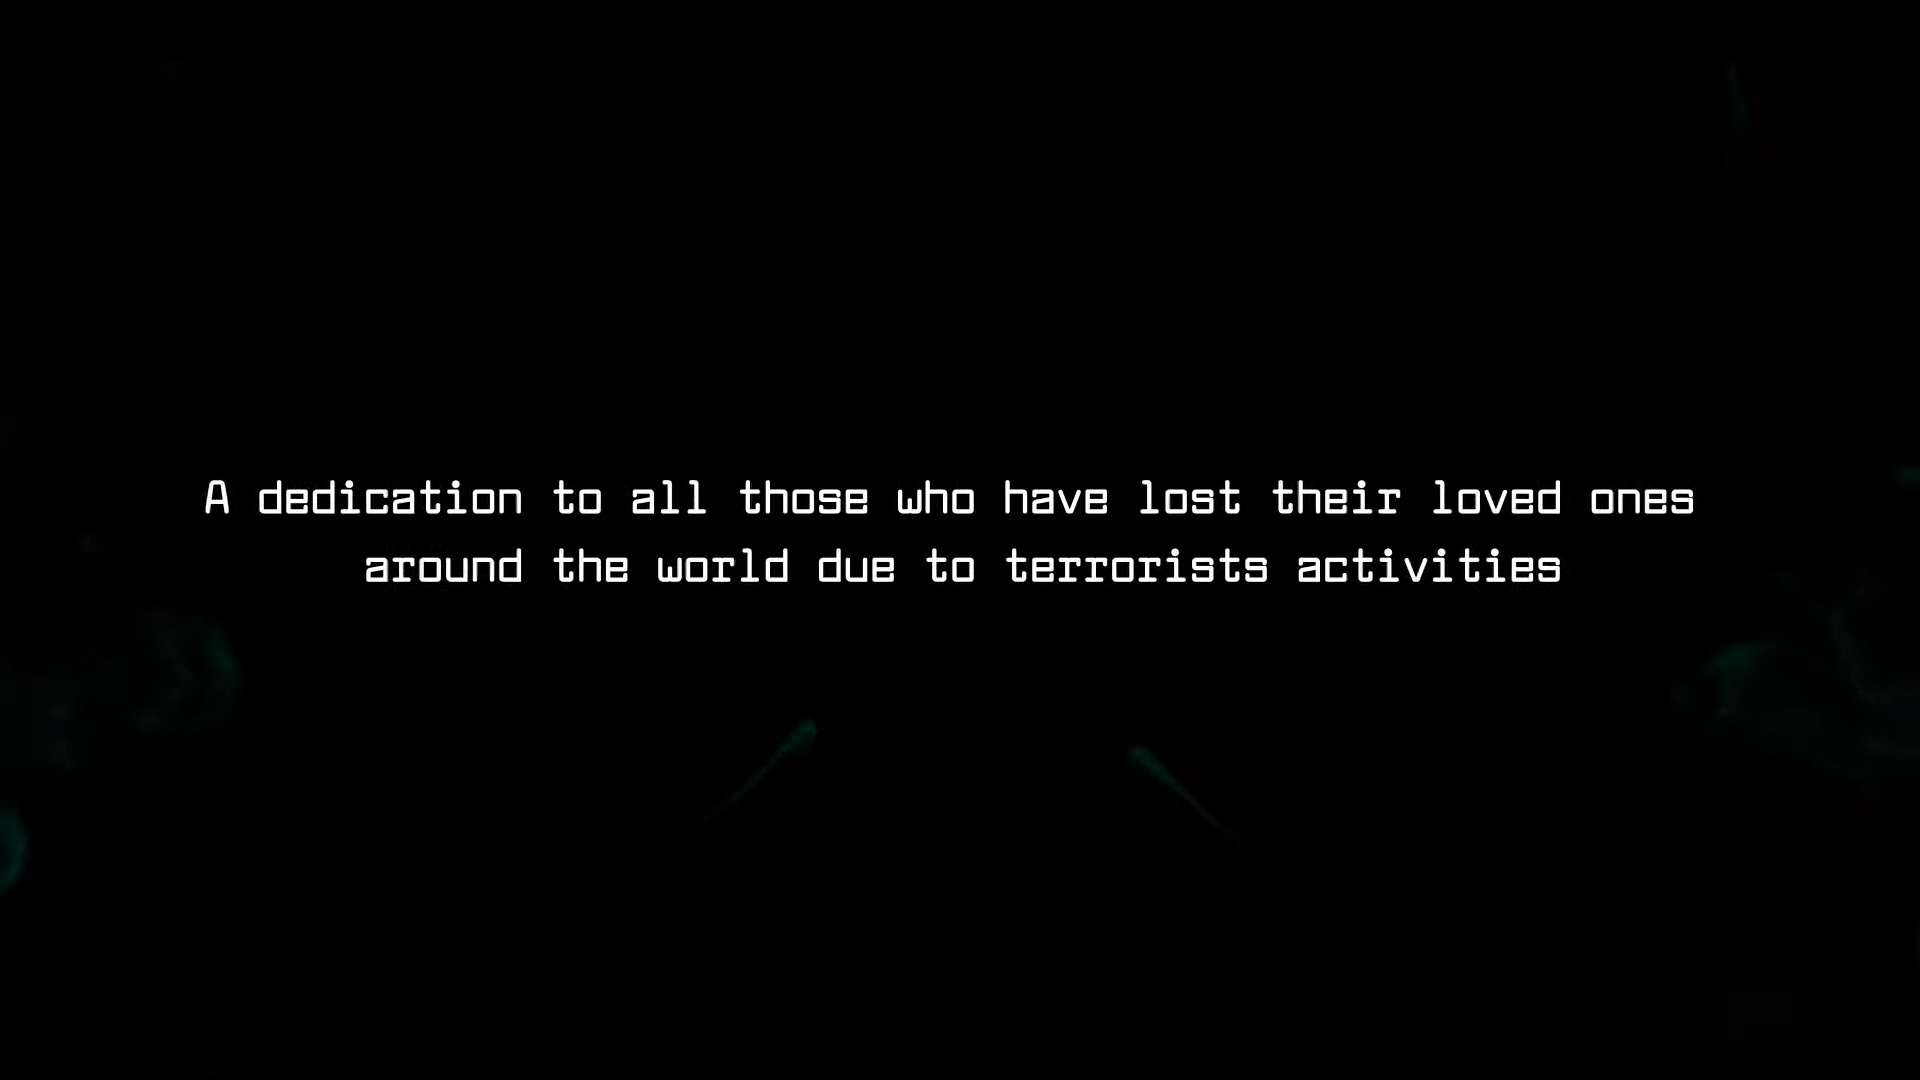 A dedication to all those who have lost their loved ones
around the world due to terrorists activities